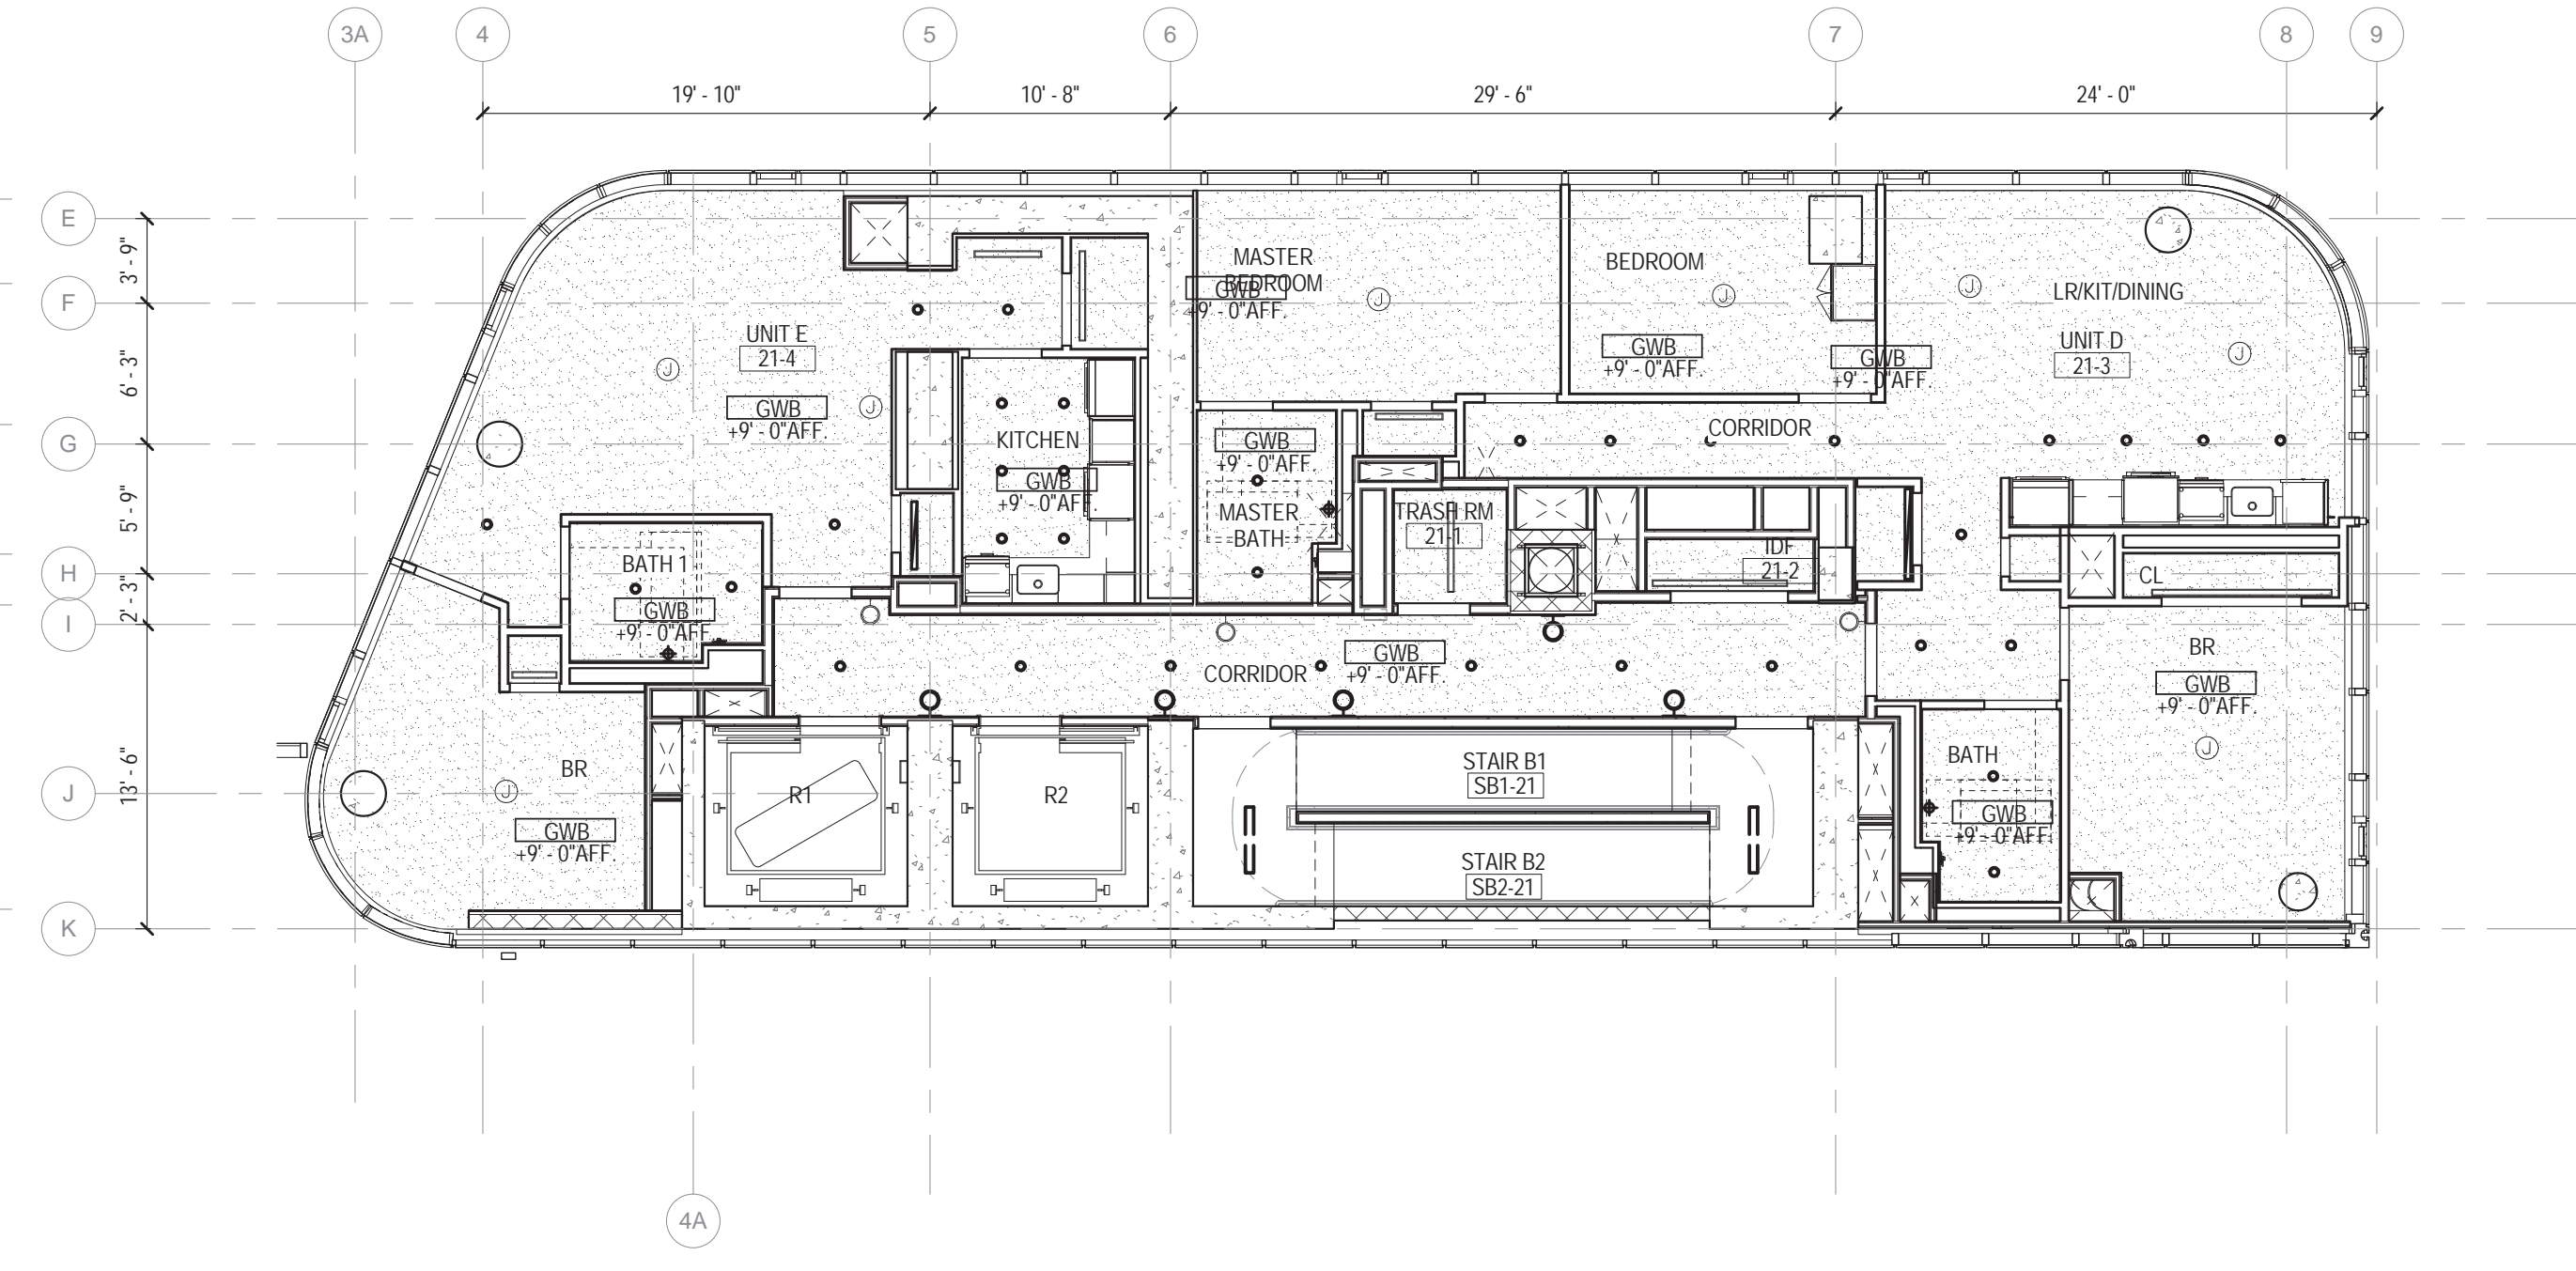 3A
4
5
6
7
8
9
19' - 10"
10' - 8"
29' - 6"
24' - 0"
E
3' - 9"
F
6' - 3"
G
5' - 9"
H
2' - 3"
I
13' - 6"
J
K
4A
UNIT E
21-4
GWB
+9' - 0"AFF.
KITCHEN
GWB
+9' - 0"AFF.
BATH 1
GWB
+9' - 0"AFF.
BR
GWB
+9' - 0"AFF.
MASTER
BEDROOM
GWB
+9' - 0"AFF.
BEDROOM
GWB
+9' - 0"AFF.
LR/KIT/DINING
UNIT D
21-3
GWB
+9' - 0"AFF.
CORRIDOR
GWB
+9' - 0"AFF.
MASTER
BATH
TRASH RM
21-1
IDF
21-2
CL
CORRIDOR
GWB
+9' - 0"AFF.
BR
GWB
+9' - 0"AFF.
BATH
GWB
+9' - 0"AFF.
R1
R2
STAIR B1
SB1-21
STAIR B2
SB2-21
J
J
J
J
J
J
J
J